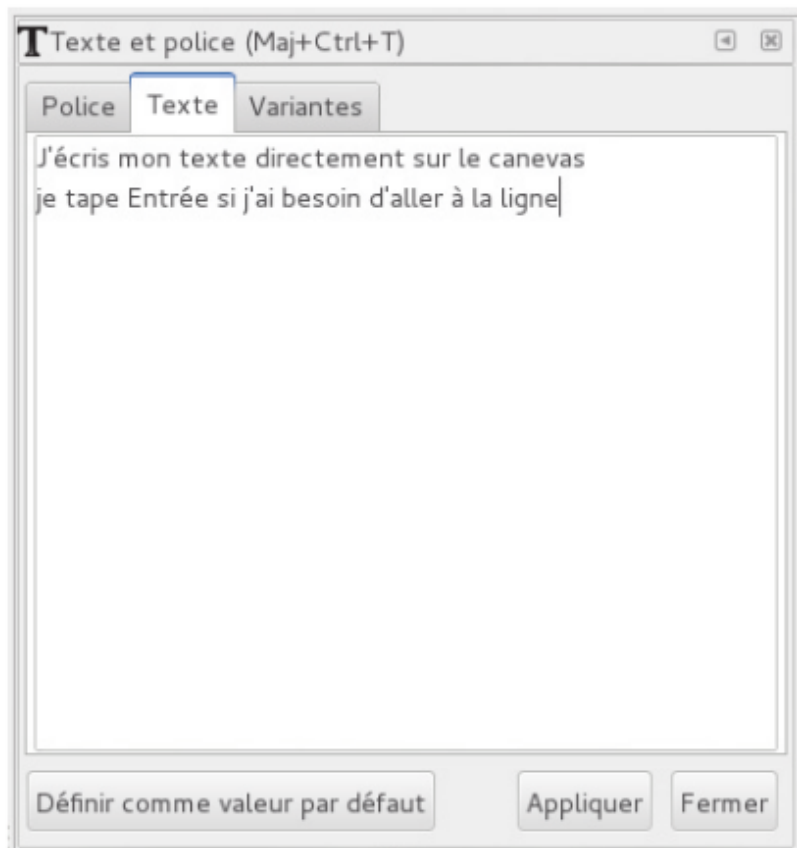 T Texte et police (Maj+Ctrl+T)
Police Texte Variantes
J'écris mon texte directement sur le canevas
je tape Entrée si j'ai besoin d'aller à la ligne
Définir comme valeur par défaut Appliquer Fermer